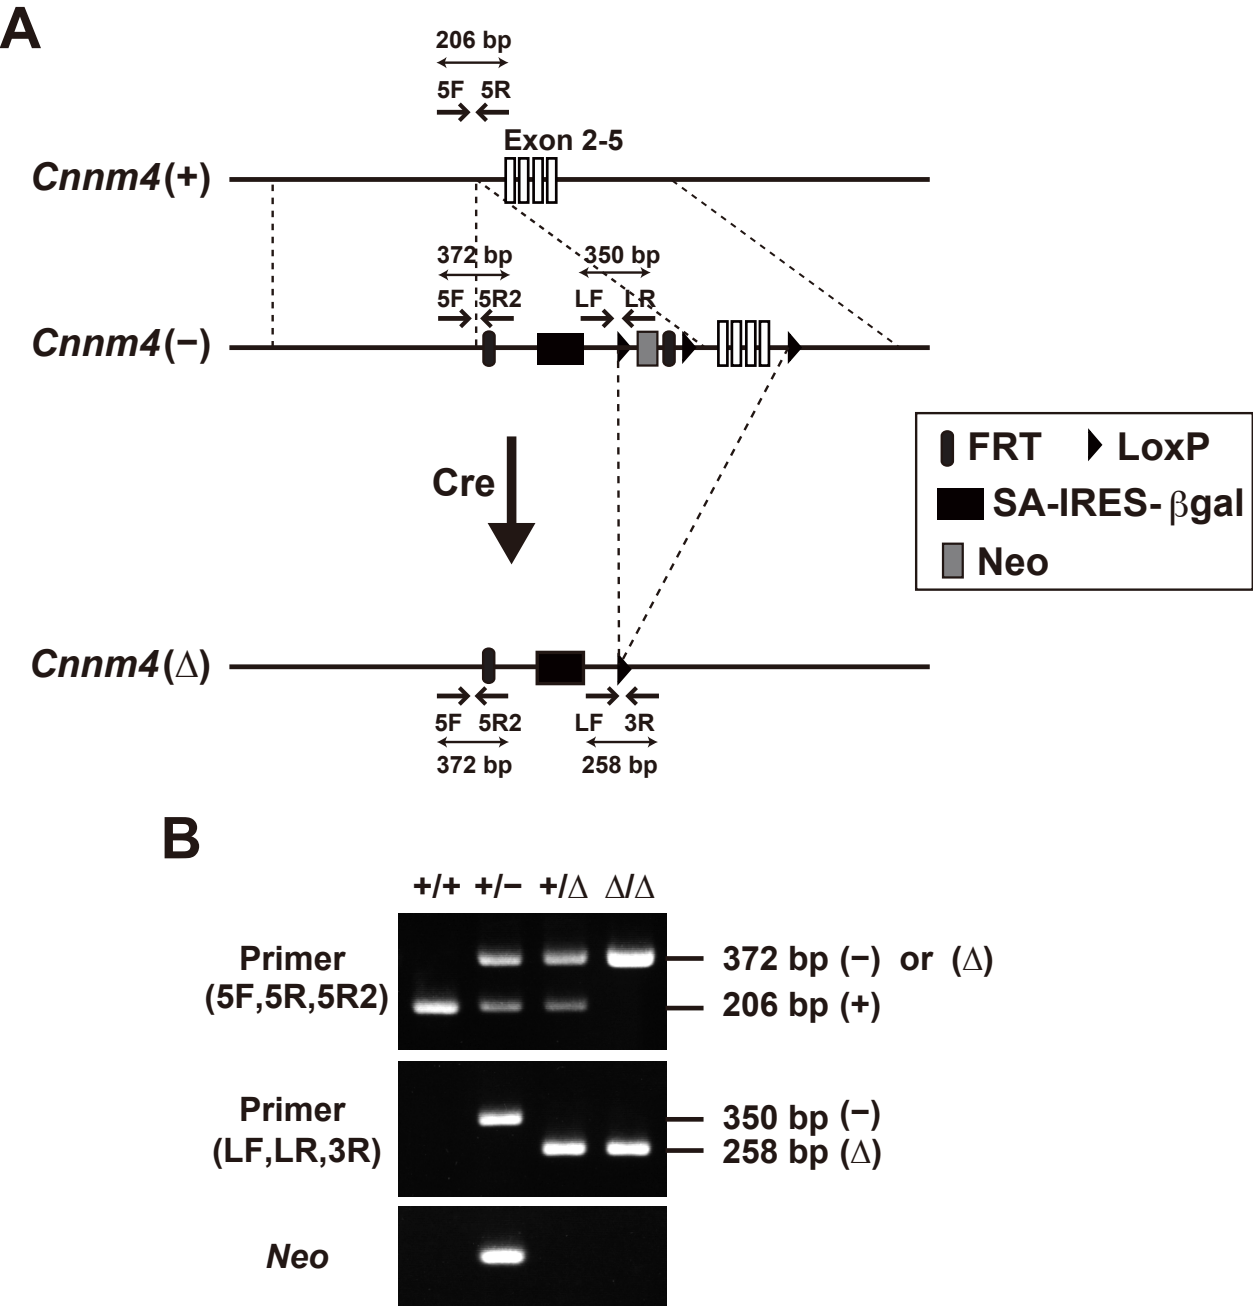 A
206 bp
5F 5R
Exon 2-5
Cnnm4(+)
372 bp 350 bp
5F 5R2 LF LR
Cnnm4(−)
Cre
FRT LoxP
SA-IRES-βgal
Neo
Cnnm4(Δ)
5F 5R2 LF 3R
372 bp 258 bp
B
+/+ +/− +/Δ Δ/Δ
Primer
(5F,5R,5R2)
372 bp (−) or (Δ)
206 bp (+)
Primer
(LF,LR,3R)
350 bp (−)
258 bp (Δ)
Neo